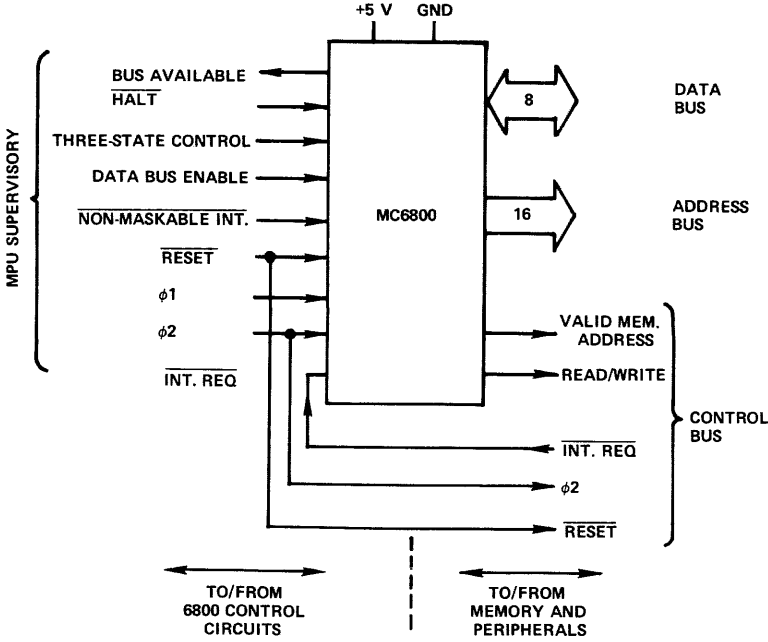 +5 V GND
BUS AVAILABLE
HALT
THREE-STATE CONTROL
DATA BUS ENABLE
NON-MASKABLE INT.
RESET
ϕ1
ϕ2
INT. REQ
MPU SUPERVISORY
MC6800
8
DATA
BUS
16
ADDRESS
BUS
VALID MEM.
ADDRESS
READ/WRITE
INT. REQ
ϕ2
RESET
CONTROL
BUS
TO/FROM
6800 CONTROL
CIRCUITS
TO/FROM
MEMORY AND
PERIPHERALS